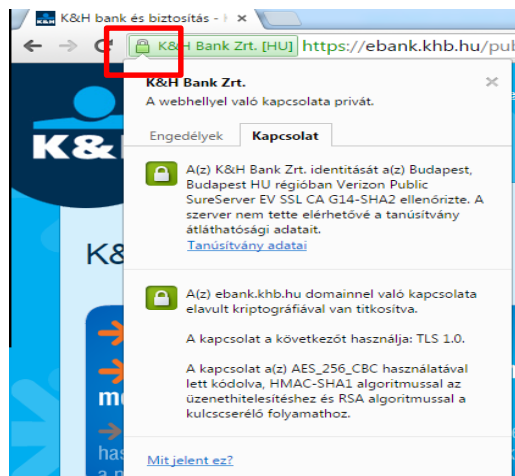 K&H bank és biztosítás -
K&H Bank Zrt. [HU] https://ebank.khb.hu/pub
K&H Bank Zrt.
A webhellyel való kapcsolata privát.
K&
Engedélyek Kapcsolat
A(z) K&H Bank Zrt. identitását a(z) Budapest,
Budapest HU régióban Verizon Public
SureServer EV SSL CA G14-SHA2 ellenőrizte. A
szerver nem tette elérhetővé a tanúsítvány
átláthatósági adatait.
Tanúsítvány adatai
K&
A(z) ebank.khb.hu domainnel való kapcsolata
elavult kriptográfiával van titkosítva.
A kapcsolat a következőt használja: TLS 1.0.
A kapcsolat a(z) AES_256_CBC használatával
lett kódolva, HMAC-SHA1 algoritmussal az
üzenethitelesítéshez és RSA algoritmussal a
kulcscserélő folyamathoz.
Mit jelent ez?